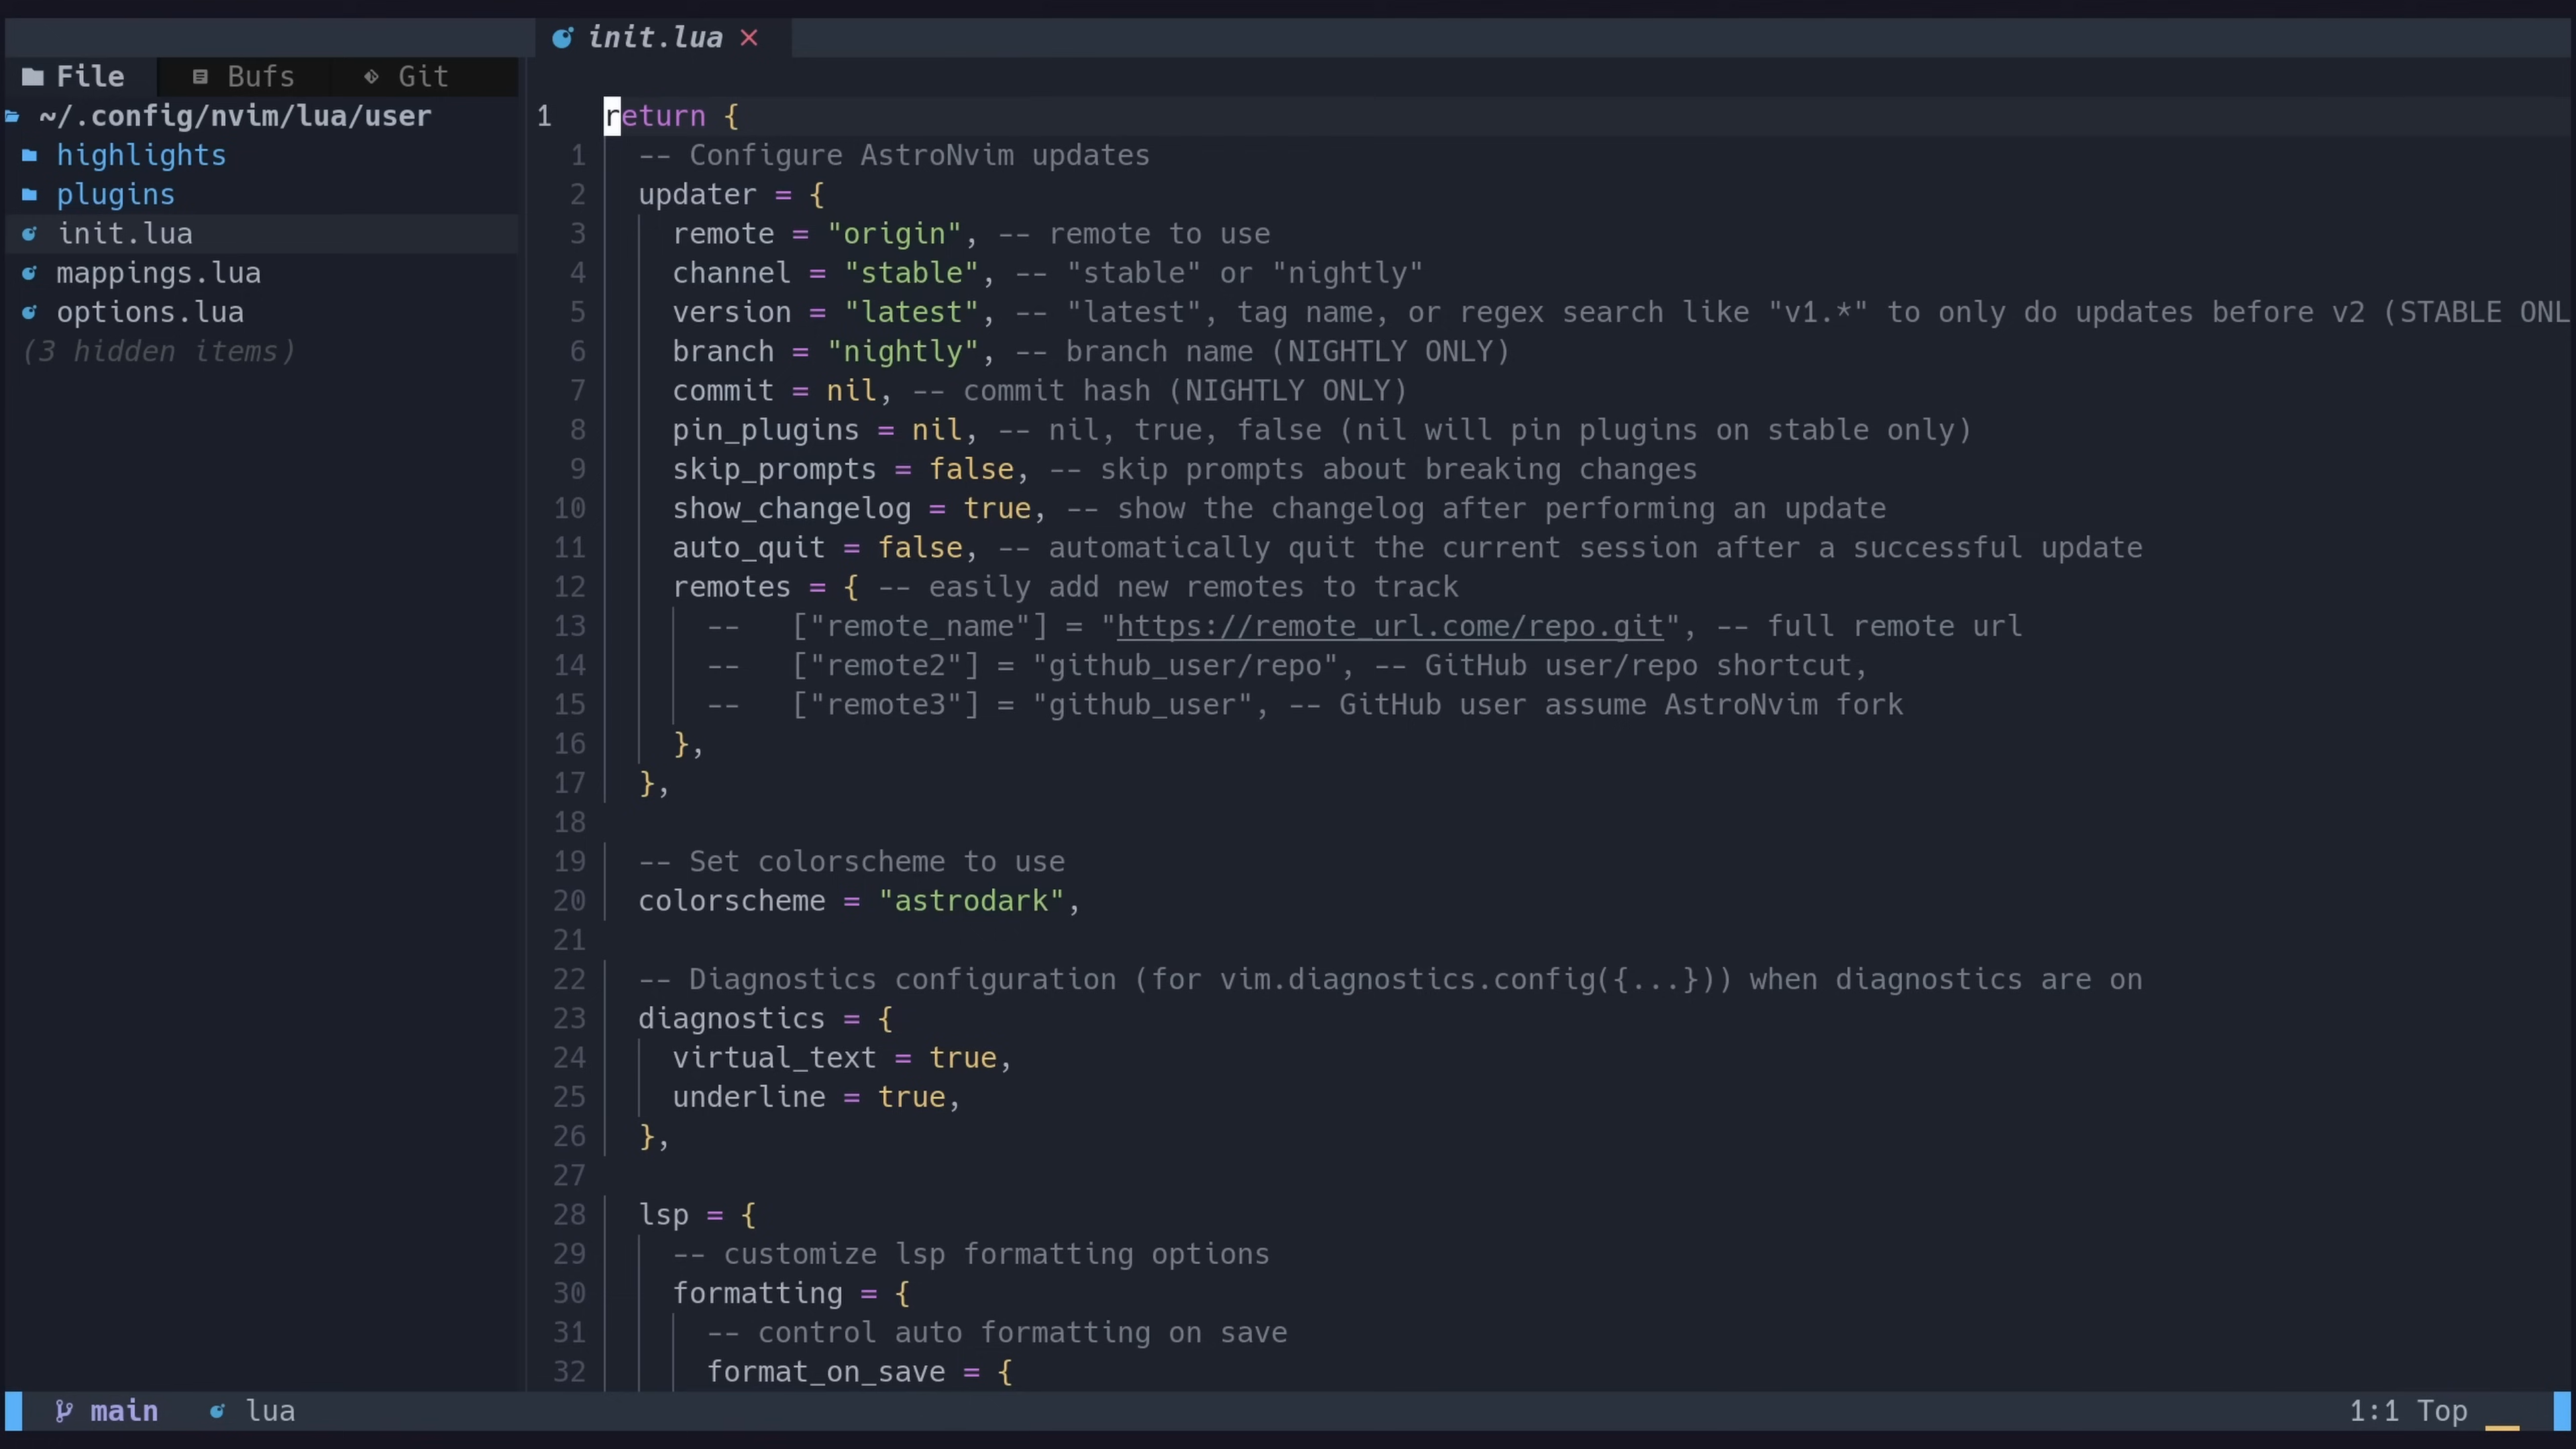 init.lua
File Bufs Git
~/.config/nvim/lua/user
highlights
plugins
init.lua
mappings.lua
options.lua
(3 hidden items)
1 return {
1 -- Configure AstroNvim updates
2 updater = {
3 remote = "origin", -- remote to use
4 channel = "stable", -- "stable" or "nightly"
5 version = "latest", -- "latest", tag name, or regex search like "v1.*" to only do updates before v2 (STABLE ONL
6 branch = "nightly", -- branch name (NIGHTLY ONLY)
7 commit = nil, -- commit hash (NIGHTLY ONLY)
8 pin_plugins = nil, -- nil, true, false (nil will pin plugins on stable only)
9 skip_prompts = false, -- skip prompts about breaking changes
10 show_changelog = true, -- show the changelog after performing an update
11 auto_quit = false, -- automatically quit the current session after a successful update
12 remotes = { -- easily add new remotes to track
13 -- ["remote_name"] = "https://remote_url.come/repo.git", -- full remote url
14 -- ["remote2"] = "github_user/repo", -- GitHub user/repo shortcut,
15 -- ["remote3"] = "github_user", -- GitHub user assume AstroNvim fork
16 },
17 },
18
19 -- Set colorscheme to use
20 colorscheme = "astrodark",
21
22 -- Diagnostics configuration (for vim.diagnostics.config({...})) when diagnostics are on
23 diagnostics = {
24 virtual_text = true,
25 underline = true,
26 },
27
28 lsp = {
29 -- customize lsp formatting options
30 formatting = {
31 -- control auto formatting on save
32 format_on_save = {
main lua 1:1 Top